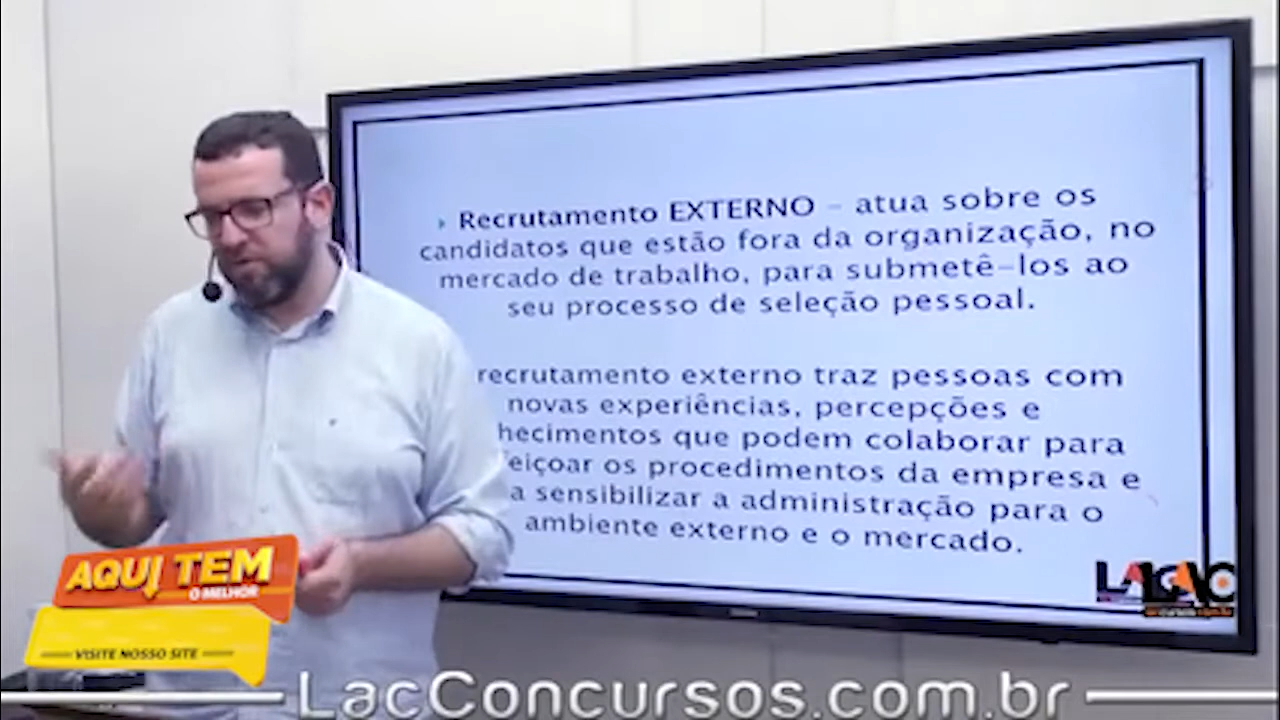 Recrutamento EXTERNO – atua sobre os
candidatos que estão fora da organização, no
mercado de trabalho, para submetê-los ao
seu processo de seleção pessoal.
recrutamento externo traz pessoas com
novas experiências, percepções e
hecimentos que podem colaborar para
feiçoar os procedimentos da empresa e
a sensibilizar a administração para o
ambiente externo e o mercado.
AQUI TEM
O MELHOR
VISITE NOSSO SITE
LacConcursos.com.br